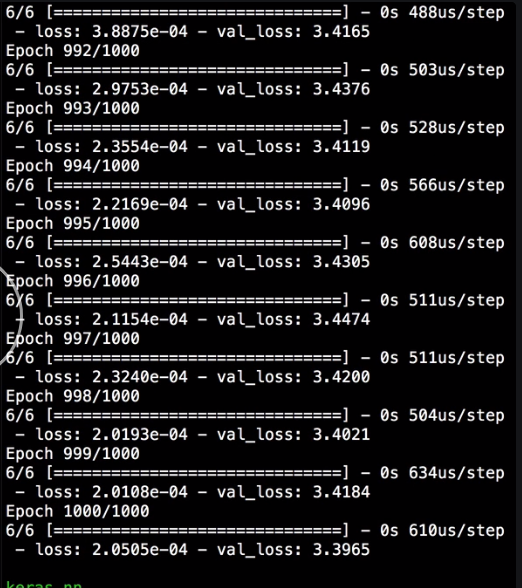 6/6 [==============================] - 0s 488us/step
 - loss: 3.8875e-04 - val_loss: 3.4165
Epoch 992/1000
6/6 [==============================] - 0s 503us/step
 - loss: 2.9753e-04 - val_loss: 3.4376
Epoch 993/1000
6/6 [==============================] - 0s 528us/step
 - loss: 2.3554e-04 - val_loss: 3.4119
Epoch 994/1000
6/6 [==============================] - 0s 566us/step
 - loss: 2.2169e-04 - val_loss: 3.4096
Epoch 995/1000
6/6 [==============================] - 0s 608us/step
 - loss: 2.5443e-04 - val_loss: 3.4305
Epoch 996/1000
6/6 [==============================] - 0s 511us/step
 - loss: 2.1154e-04 - val_loss: 3.4474
Epoch 997/1000
6/6 [==============================] - 0s 511us/step
 - loss: 2.3240e-04 - val_loss: 3.4200
Epoch 998/1000
6/6 [==============================] - 0s 504us/step
 - loss: 2.0193e-04 - val_loss: 3.4021
Epoch 999/1000
6/6 [==============================] - 0s 634us/step
 - loss: 2.0108e-04 - val_loss: 3.4184
Epoch 1000/1000
6/6 [==============================] - 0s 610us/step
 - loss: 2.0505e-04 - val_loss: 3.3965